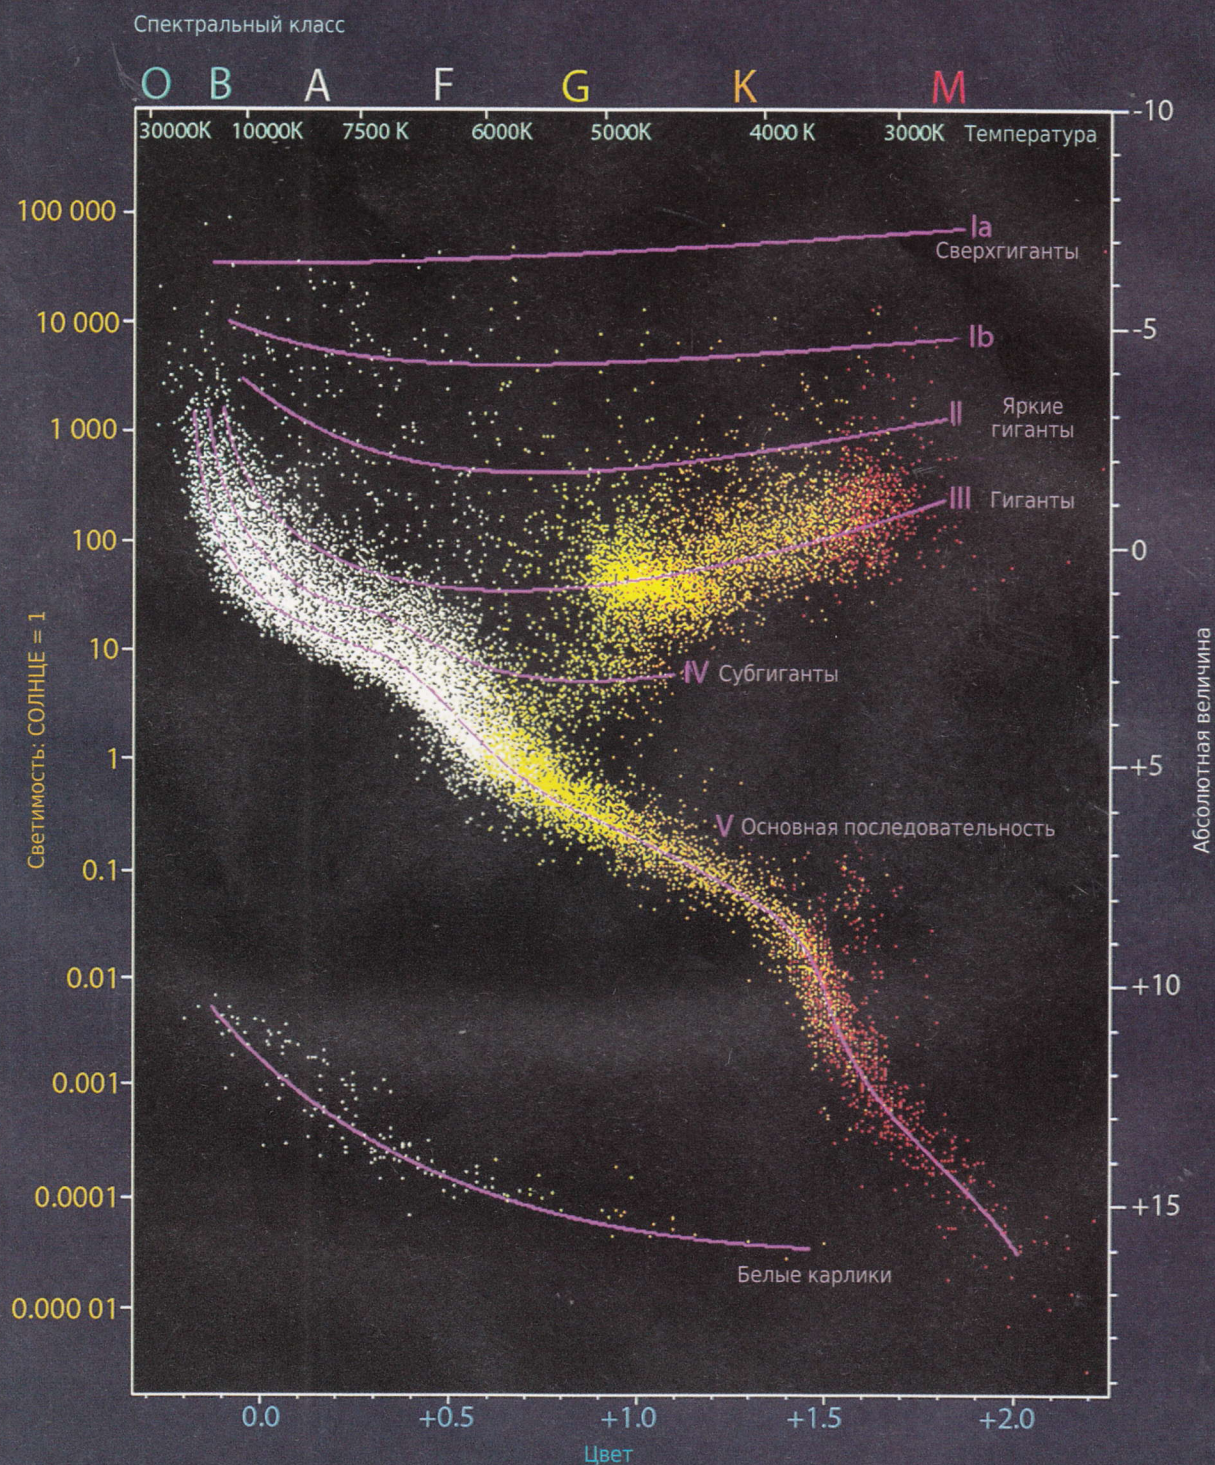 Спектральный класс
O B A F G K M
30000K 10000K 7500 K 6000K 5000K 4000 K 3000K Температура
-10
100 000
Ia
Сверхгиганты
10 000
-5
Ib
1 000
II
Яркие
гиганты
III Гиганты
100
0
10
IV Субгиганты
1
+5
V Основная последовательность
0.1
0.01
+10
0.001
0.0001
+15
Белые карлики
0.000 01
Светимость: СОЛНЦЕ = 1
Абсолютная величина
0.0 +0.5 +1.0 +1.5 +2.0
Цвет